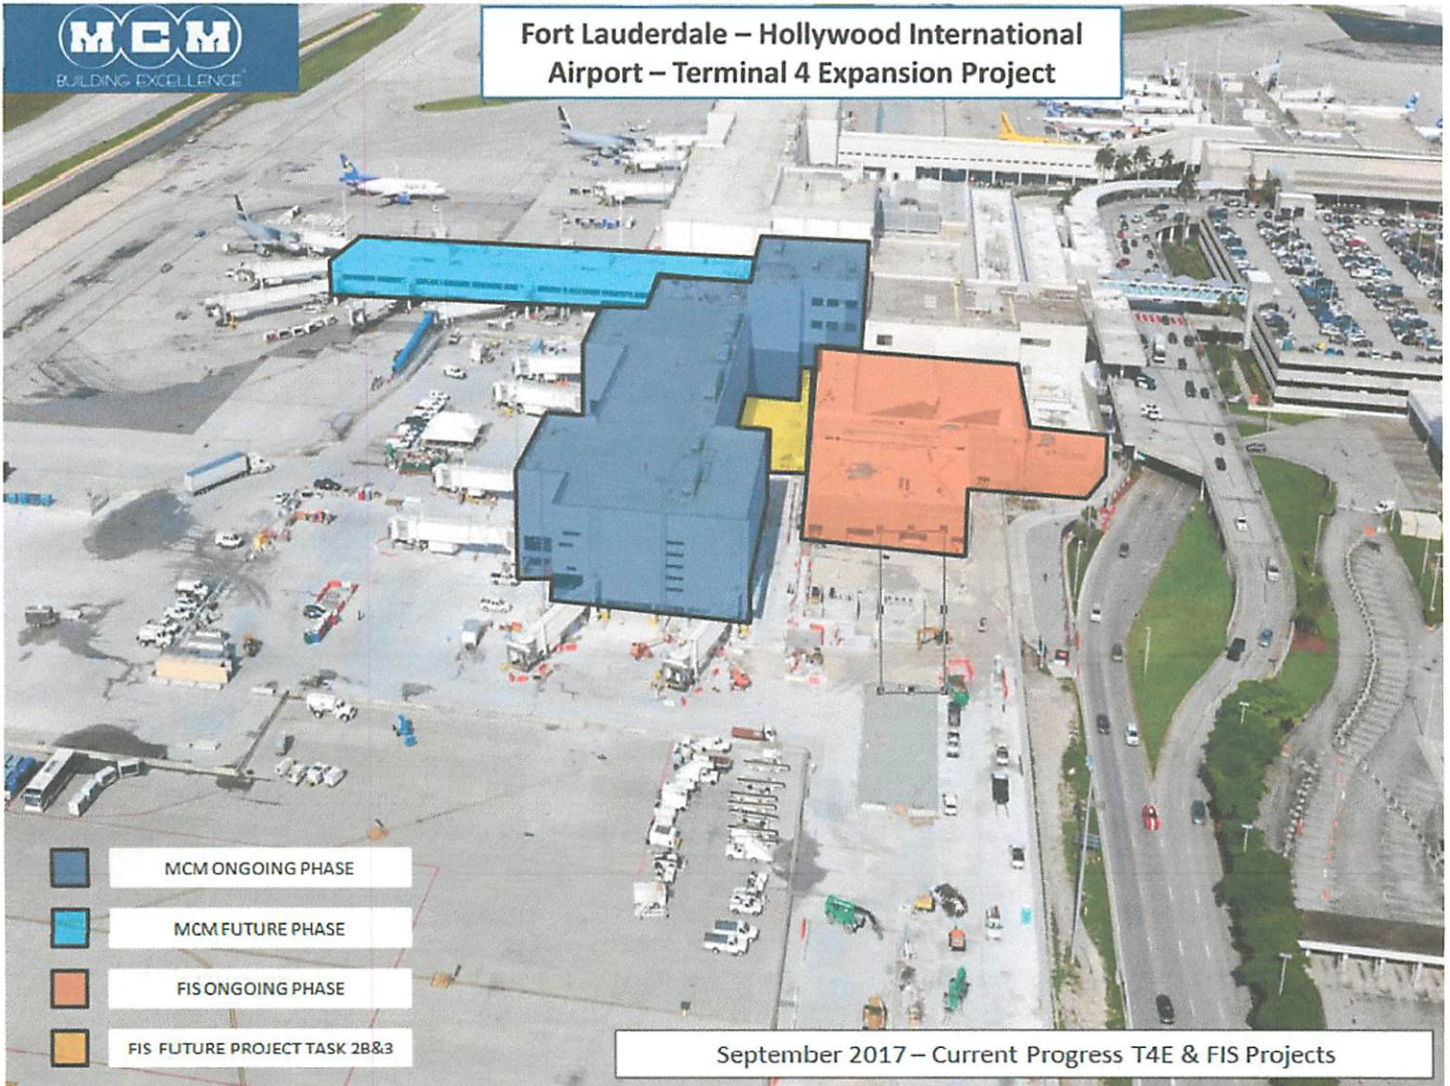 MCM
BUILDING EXCELLENCE
Fort Lauderdale – Hollywood International
Airport – Terminal 4 Expansion Project
MCM ONGOING PHASE
MCM FUTURE PHASE
FIS ONGOING PHASE
FIS FUTURE PROJECT TASK 2B&3
September 2017 – Current Progress T4E & FIS Projects